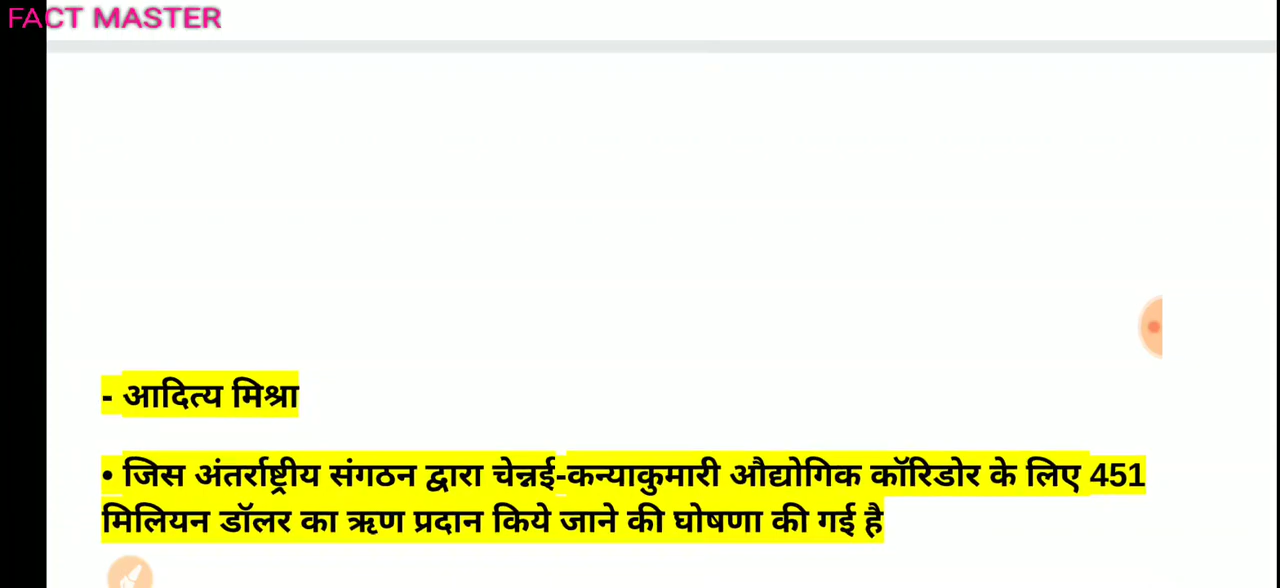 FACT MASTER
- आदित्य मिश्रा
• जिस अंतर्राष्ट्रीय संगठन द्वारा चेन्नई-कन्याकुमारी औद्योगिक कॉरिडोर के लिए 451
मिलियन डॉलर का ऋण प्रदान किये जाने की घोषणा की गई है